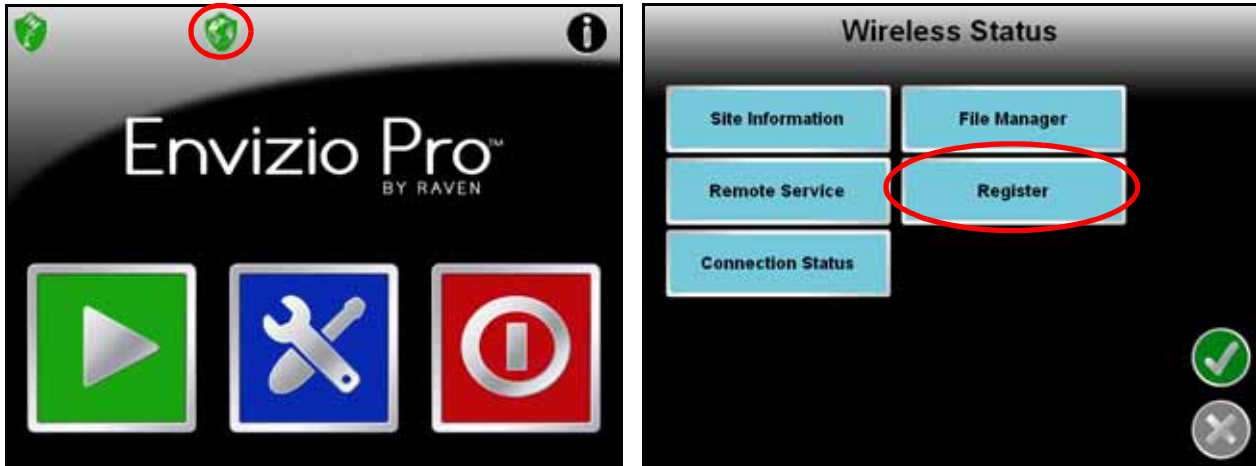 Envizio Pro™
BY RAVEN
Wireless Status
Site Information
File Manager
Remote Service
Register
Connection Status